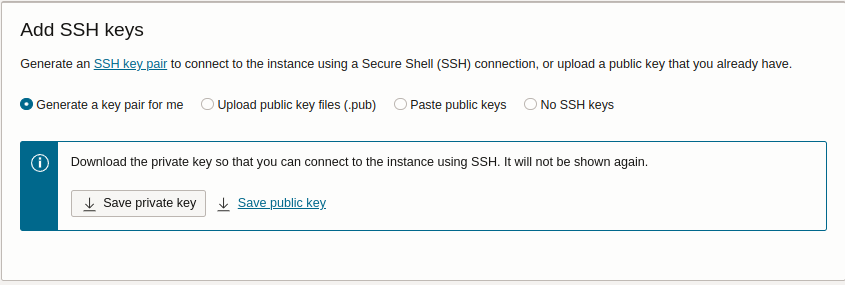 Add SSH keys
Generate an SSH key pair to connect to the instance using a Secure Shell (SSH) connection, or upload a public key that you already have.
Generate a key pair for me Upload public key files (.pub) Paste public keys No SSH keys
Download the private key so that you can connect to the instance using SSH. It will not be shown again.
Save private key Save public key